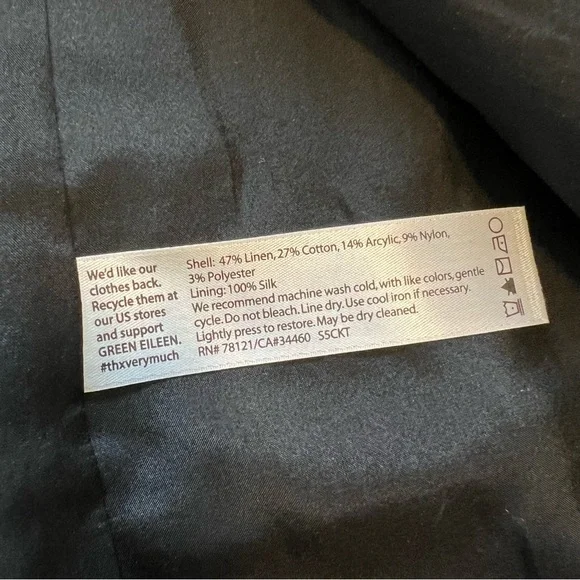 We'd like our
clothes back.
Recycle them at
our US stores
and support
GREEN EILEEN.
#thxverymuch
Shell: 47% Linen, 27% Cotton, 14% Arcylic, 9% Nylon,
3% Polyester
Lining: 100% Silk
We recommend machine wash cold, with like colors, gentle
cycle. Do not bleach. Line dry. Use cool iron if necessary.
Lightly press to restore. May be dry cleaned.
RN# 78121/CA#34460 S5CKT